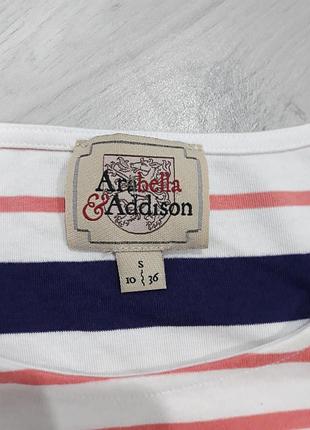 Arabella
& Addison
S
10 { 36